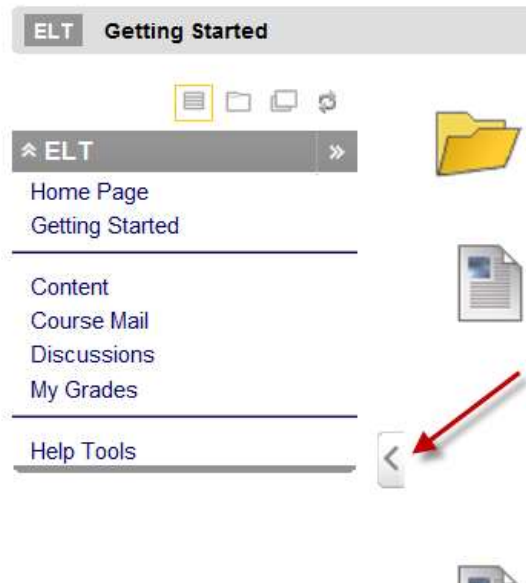 ELT Getting Started
ELT
Home Page
Getting Started
Content
Course Mail
Discussions
My Grades
Help Tools